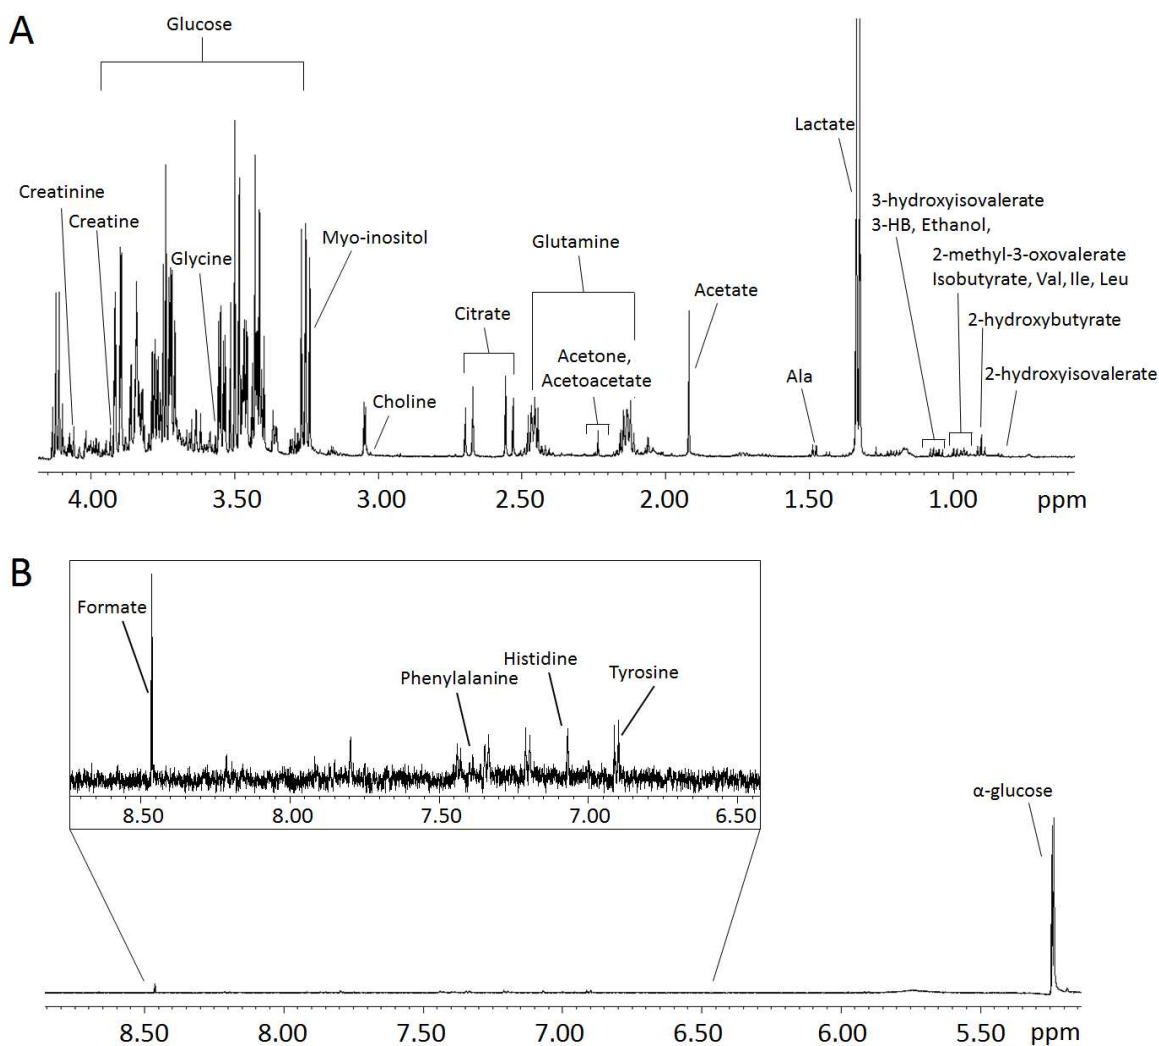 A
Glucose
Lactate
Creatinine
3-hydroxyisovalerate
3-HB, Ethanol,
Creatine
Myo-inositol
Glutamine
2-methyl-3-oxovalerate
Isobutyrate, Val, Ile, Leu
Glycine
Acetate
Citrate
2-hydroxybutyrate
Acetone,
Acetoacetate
Ala
2-hydroxyisovalerate
Choline
4.00 3.50 3.00 2.50 2.00 1.50 1.00 ppm
B
Formate
Histidine
Phenylalanine
Tyrosine
8.50 8.00 7.50 7.00 6.50
α-glucose
8.50 8.00 7.50 7.00 6.50 6.00 5.50 ppm